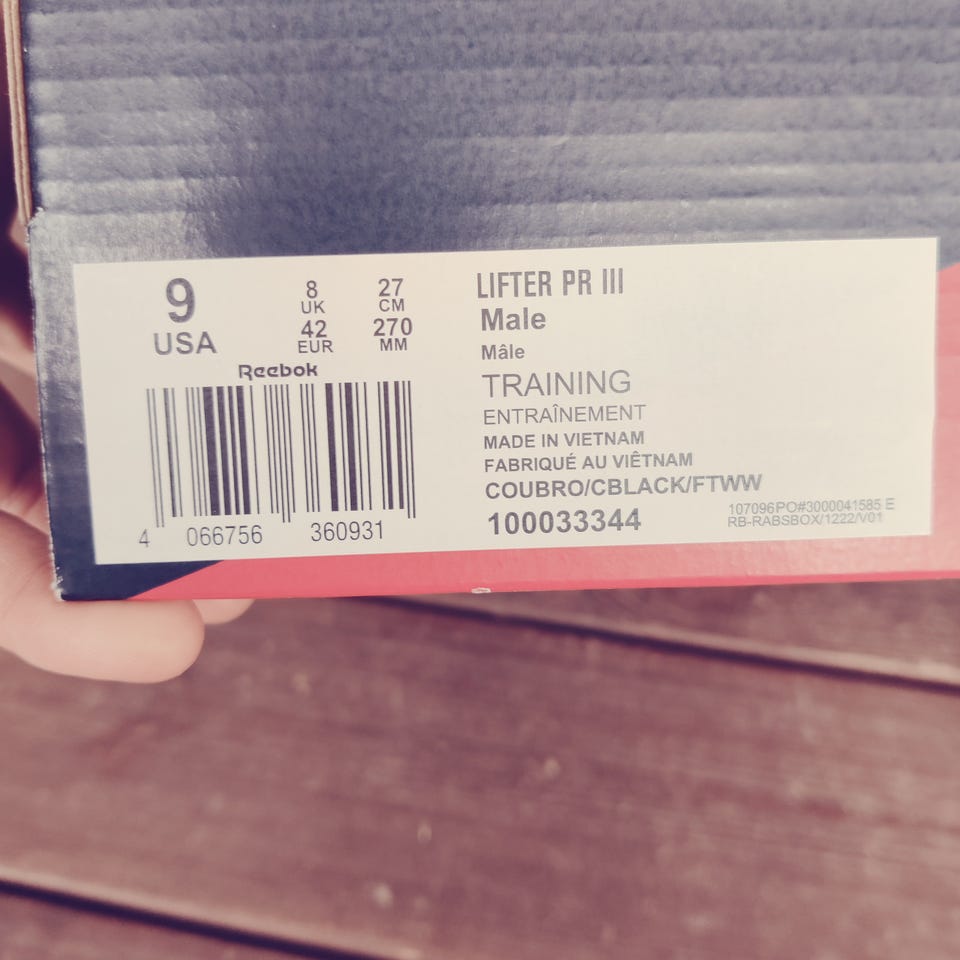 9 8 27
USA UK CM
42 270
EUR MM
Reebok
4 066756 360931
LIFTER PR III
Male
Mâle
TRAINING
ENTRAÎNEMENT
MADE IN VIETNAM
FABRIQUÉ AU VIÊTNAM
COUBRO/CBLACK/FTWW
100033344
107096PO#3000041585 E
RB-RABSBOX/1222/V01